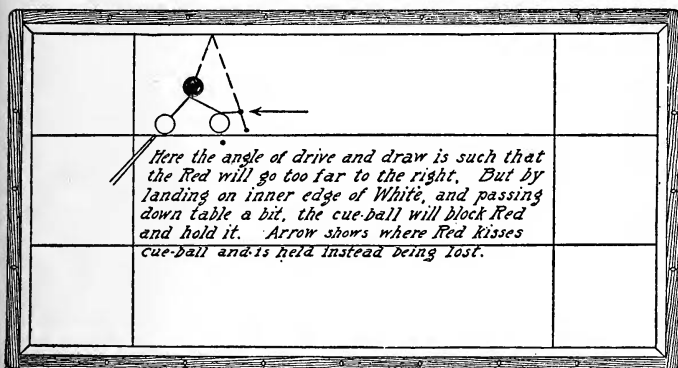 Here the angle of drive and draw is such that
the Red will go too far to the right. But by
landing on inner edge of White, and passing
down table a bit, the cue-ball will block Red
and hold it. Arrow shows where Red kisses
cue-ball and is held instead being lost.